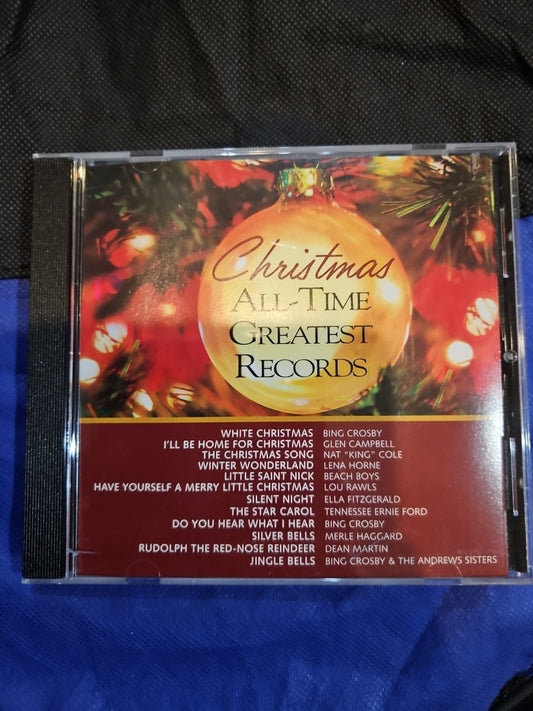 Christmas
ALL-TIME
GREATEST
RECORDS
WHITE CHRISTMAS BING CROSBY
I'LL BE HOME FOR CHRISTMAS GLEN CAMPBELL
THE CHRISTMAS SONG NAT "KING" COLE
WINTER WONDERLAND LENA HORNE
LITTLE SAINT NICK BEACH BOYS
HAVE YOURSELF A MERRY LITTLE CHRISTMAS LOU RAWLS
SILENT NIGHT ELLA FITZGERALD
THE STAR CAROL TENNESSEE ERNIE FORD
DO YOU HEAR WHAT I HEAR BING CROSBY
SILVER BELLS MERLE HAGGARD
RUDOLPH THE RED-NOSE REINDEER DEAN MARTIN
JINGLE BELLS BING CROSBY & THE ANDREWS SISTERS